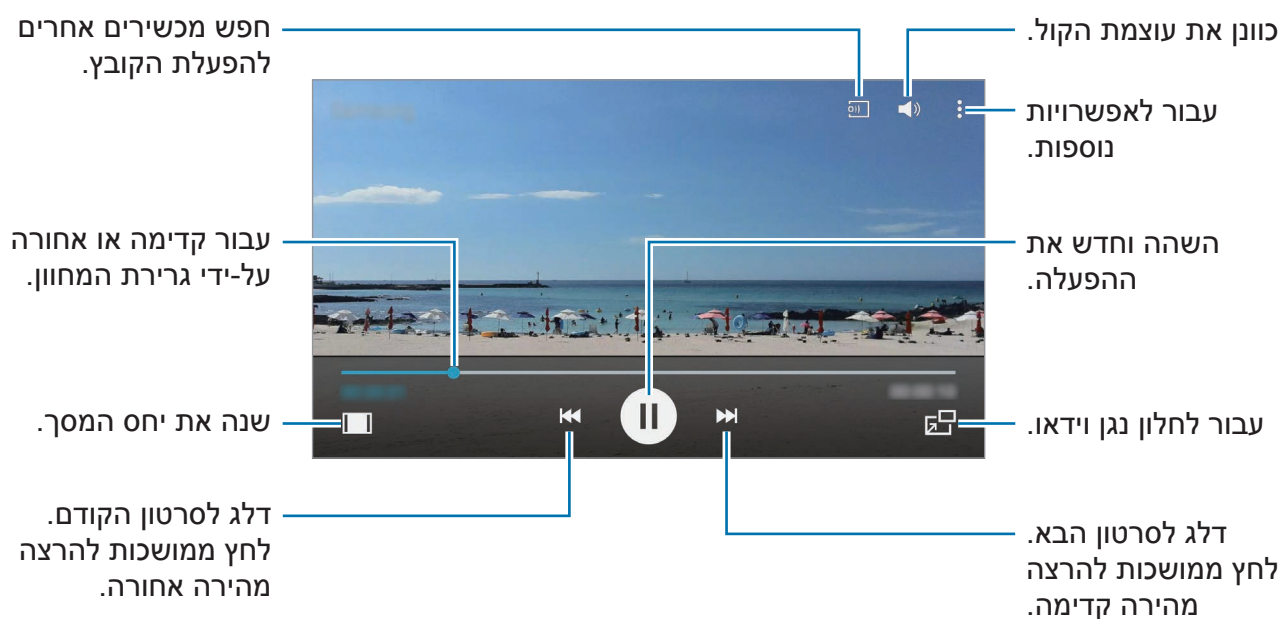 כוונן את עוצמת הקול.
עבור לאפשרויות
נוספות.
השהה וחדש את
ההפעלה.
עבור לחלון נגן וידאו.
דלג לסרטון הבא.
לחץ ממושכות להרצה
מהירה קדימה.
חפש מכשירים אחרים
להפעלת הקובץ.
עבור קדימה או אחורה
על-ידי גרירת המחוון.
שנה את יחס המסך.
דלג לסרטון הקודם.
לחץ ממושכות להרצה
מהירה אחורה.